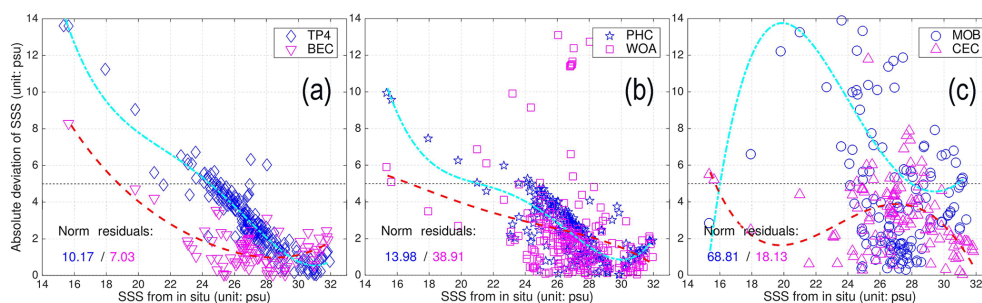 Absolute deviation of SSS (unit: psu)
14
12
10
8
6
4
2
0
TP4
BEC
(a)
Norm residuals:
10.17 / 7.03
14 16 18 20 22 24 26 28 30 32
SSS from in situ (unit: psu)
14
12
10
8
6
4
2
0
PHC
WOA
(b)
Norm residuals:
13.98 / 38.91
14 16 18 20 22 24 26 28 30 32
SSS from in situ (unit: psu)
14
12
10
8
6
4
2
0
MOB
CEC
(c)
Norm residuals:
68.81 / 18.13
14 16 18 20 22 24 26 28 30 32
SSS from in situ (unit: psu)